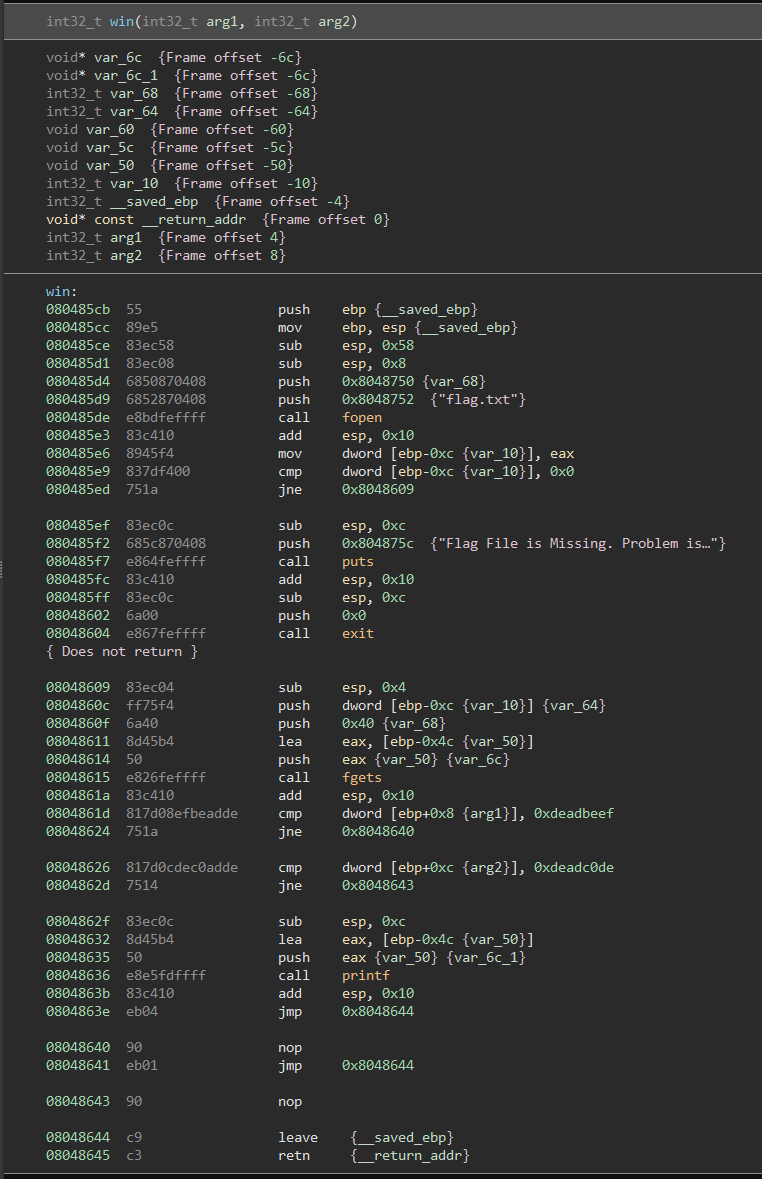 int32_t win(int32_t arg1, int32_t arg2)
void* var_6c {Frame offset -6c}
void* var_6c_1 {Frame offset -6c}
int32_t var_68 {Frame offset -68}
int32_t var_64 {Frame offset -64}
void var_60 {Frame offset -60}
void var_5c {Frame offset -5c}
void var_50 {Frame offset -50}
int32_t var_10 {Frame offset -10}
int32_t __saved_ebp {Frame offset -4}
void* const __return_addr {Frame offset 0}
int32_t arg1 {Frame offset 4}
int32_t arg2 {Frame offset 8}
win:
080485cb 55 push ebp {__saved_ebp}
080485cc 89e5 mov ebp, esp {__saved_ebp}
080485ce 83ec58 sub esp, 0x58
080485d1 83ec08 sub esp, 0x8
080485d4 6850870408 push 0x8048750 {var_68}
080485d9 6852870408 push 0x8048752 {"flag.txt"}
080485de e8bdfeffff call fopen
080485e3 83c410 add esp, 0x10
080485e6 8945f4 mov dword [ebp-0xc {var_10}], eax
080485e9 837df400 cmp dword [ebp-0xc {var_10}], 0x0
080485ed 751a jne 0x8048609
080485ef 83ec0c sub esp, 0xc
080485f2 685c870408 push 0x804875c {"Flag File is Missing. Problem is…"}
080485f7 e864feffff call puts
080485fc 83c410 add esp, 0x10
080485ff 83ec0c sub esp, 0xc
08048602 6a00 push 0x0
08048604 e867feffff call exit
{ Does not return }
08048609 83ec04 sub esp, 0x4
0804860c ff75f4 push dword [ebp-0xc {var_10}] {var_64}
0804860f 6a40 push 0x40 {var_68}
08048611 8d45b4 lea eax, [ebp-0x4c {var_50}]
08048614 50 push eax {var_50} {var_6c}
08048615 e826feffff call fgets
0804861a 83c410 add esp, 0x10
0804861d 817d08efbeadde cmp dword [ebp+0x8 {arg1}], 0xdeadbeef
08048624 751a jne 0x8048640
08048626 817d0cdec0adde cmp dword [ebp+0xc {arg2}], 0xdeadc0de
0804862d 7514 jne 0x8048643
0804862f 83ec0c sub esp, 0xc
08048632 8d45b4 lea eax, [ebp-0x4c {var_50}]
08048635 50 push eax {var_50} {var_6c_1}
08048636 e8e5fdffff call printf
0804863b 83c410 add esp, 0x10
0804863e eb04 jmp 0x8048644
08048640 90 nop
08048641 eb01 jmp 0x8048644
08048643 90 nop
08048644 c9 leave {__saved_ebp}
08048645 c3 retn {__return_addr}